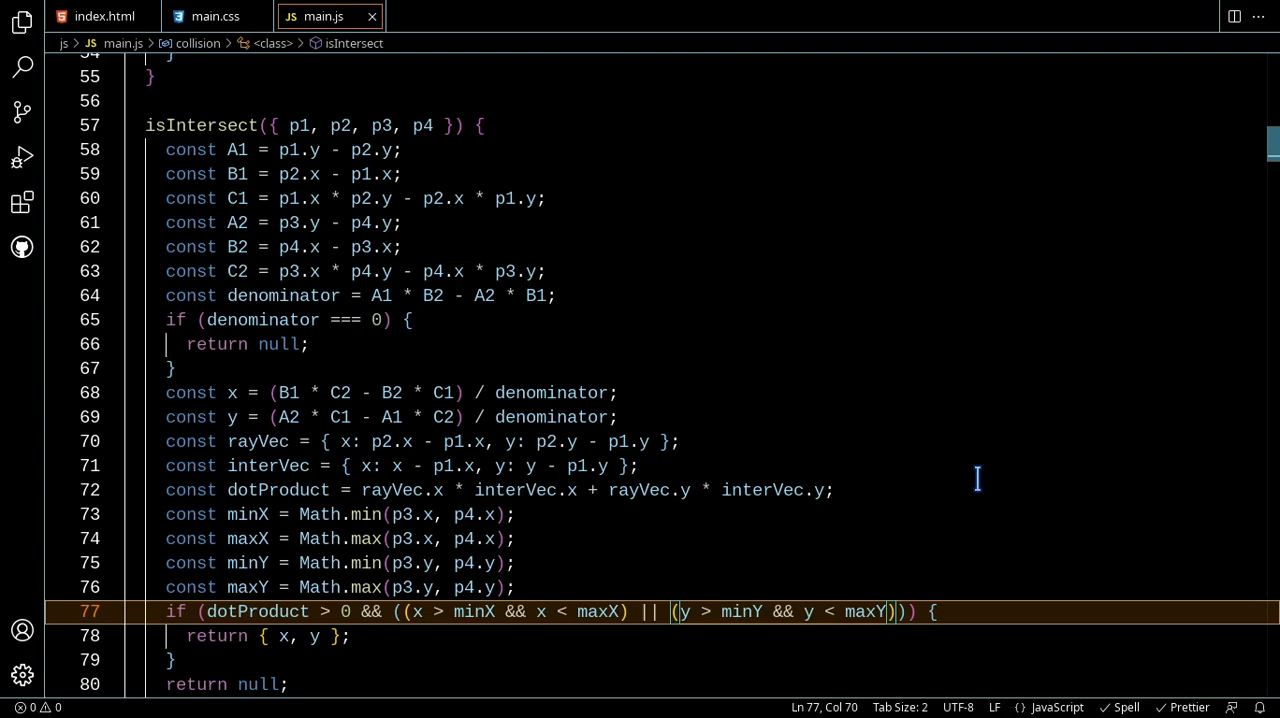 index.html
main.css
JS main.js
js > JS main.js > collision > <class> > isIntersect
54 }
55 }
56
57 isIntersect({ p1, p2, p3, p4 }) {
58 const A1 = p1.y - p2.y;
59 const B1 = p2.x - p1.x;
60 const C1 = p1.x * p2.y - p2.x * p1.y;
61 const A2 = p3.y - p4.y;
62 const B2 = p4.x - p3.x;
63 const C2 = p3.x * p4.y - p4.x * p3.y;
64 const denominator = A1 * B2 - A2 * B1;
65 if (denominator === 0) {
66 return null;
67 }
68 const x = (B1 * C2 - B2 * C1) / denominator;
69 const y = (A2 * C1 - A1 * C2) / denominator;
70 const rayVec = { x: p2.x - p1.x, y: p2.y - p1.y };
71 const interVec = { x: x - p1.x, y: y - p1.y };
72 const dotProduct = rayVec.x * interVec.x + rayVec.y * interVec.y;
73 const minX = Math.min(p3.x, p4.x);
74 const maxX = Math.max(p3.x, p4.x);
75 const minY = Math.min(p3.y, p4.y);
76 const maxY = Math.max(p3.y, p4.y);
77 if (dotProduct > 0 && ((x > minX && x < maxX) || (y > minY && y < maxY))) {
78 return { x, y };
79 }
80 return null;
0 0 Ln 77, Col 70 Tab Size: 2 UTF-8 LF {} JavaScript Spell Prettier